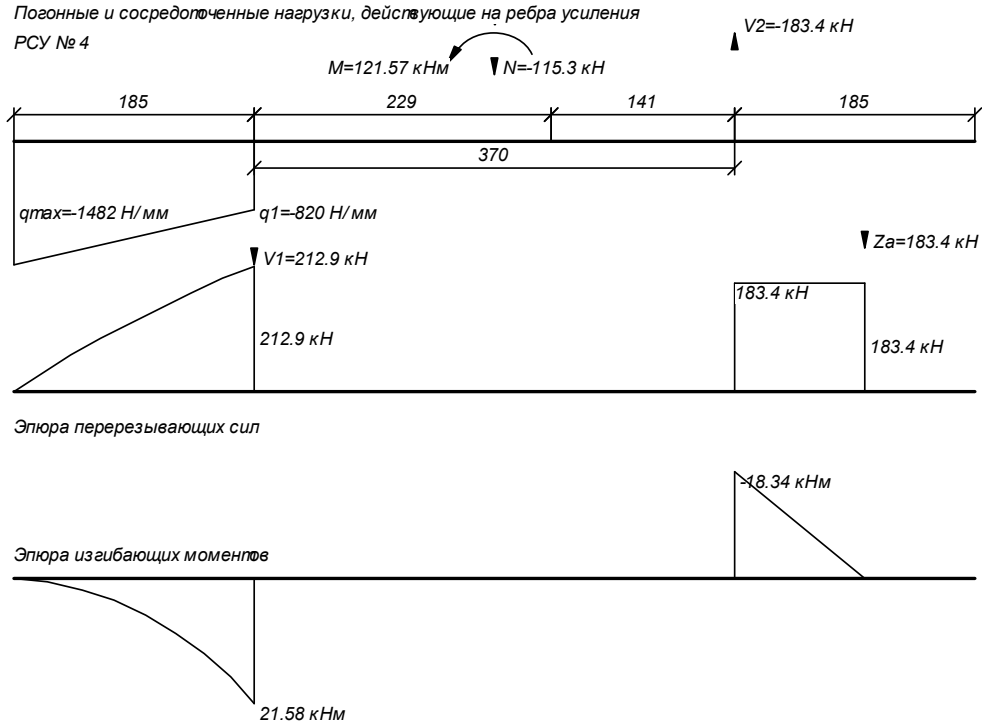 Погонные и сосредоточенные нагрузки, действующие на ребра усиления
РСУ № 4
V2=-183.4 кН
M=121.57 кНм
N=-115.3 кН
185
229
141
185
370
qmax=-1482 Н/мм
q1=-820 Н/мм
V1=212.9 кН
Za=183.4 кН
183.4 кН
212.9 кН
183.4 кН
Эпюра перерезывающих сил
-18.34 кНм
Эпюра изгибающих моментов
21.58 кНм